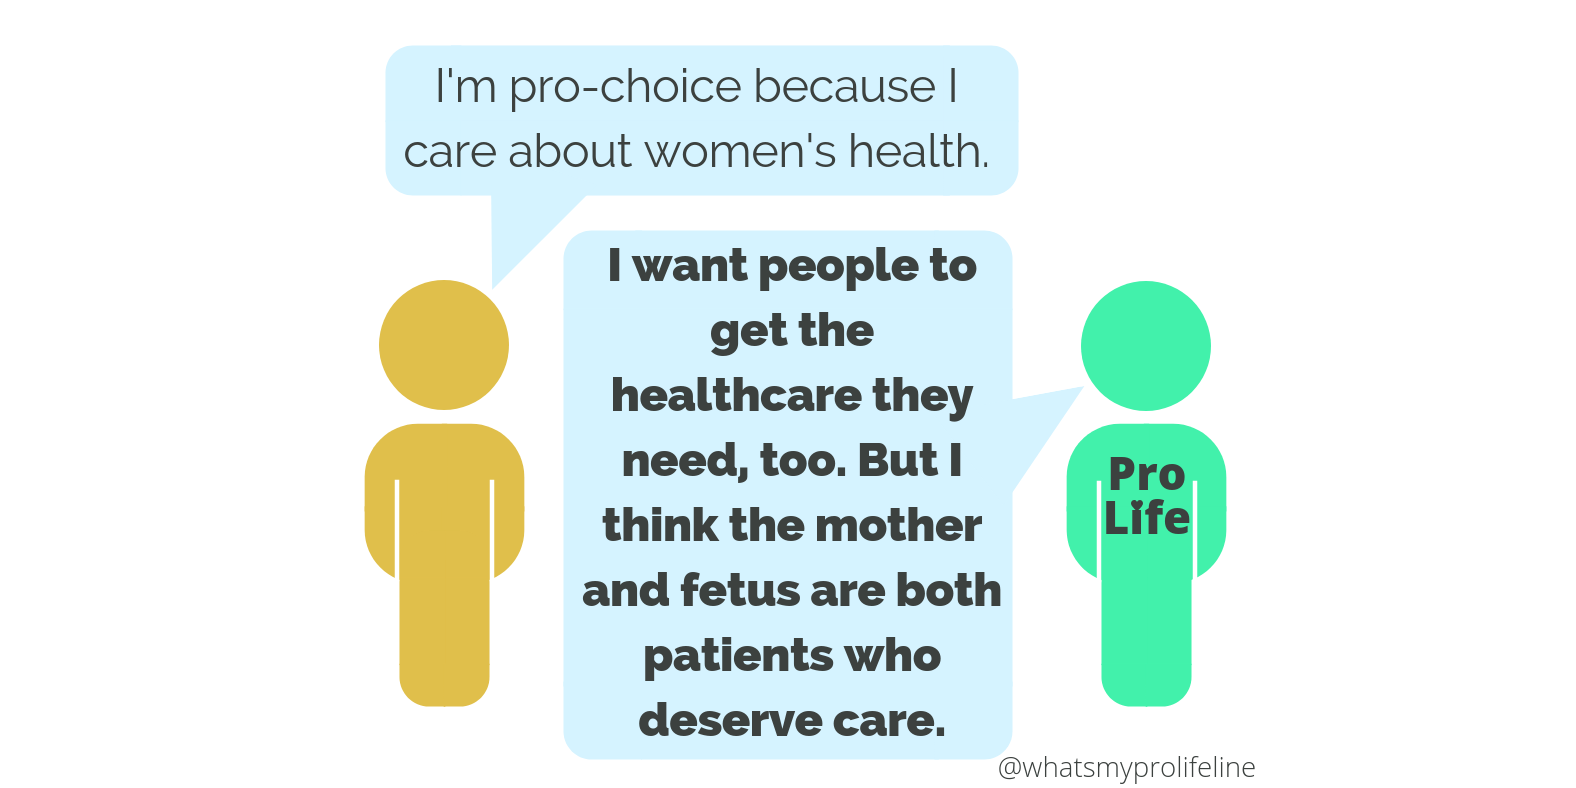 I'm pro-choice because I
care about women's health.
I want people to
get the
healthcare they
need, too. But I
think the mother
and fetus are both
patients who
deserve care.
Pro
Life
@whatsmyprolifeline